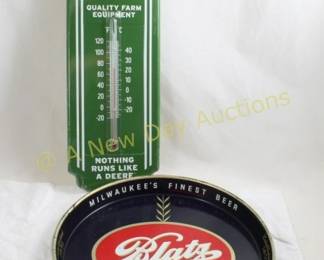 QUALITY FARM
EQUIPMENT
F° C
120
100
80
60
40
20
0
-20
40
30
20
10
0
-10
-20
NOTHING
RUNS LIKE
A DEERE
© A New Day Auctions
MILWAUKEE'S FINEST BEER
Blatz